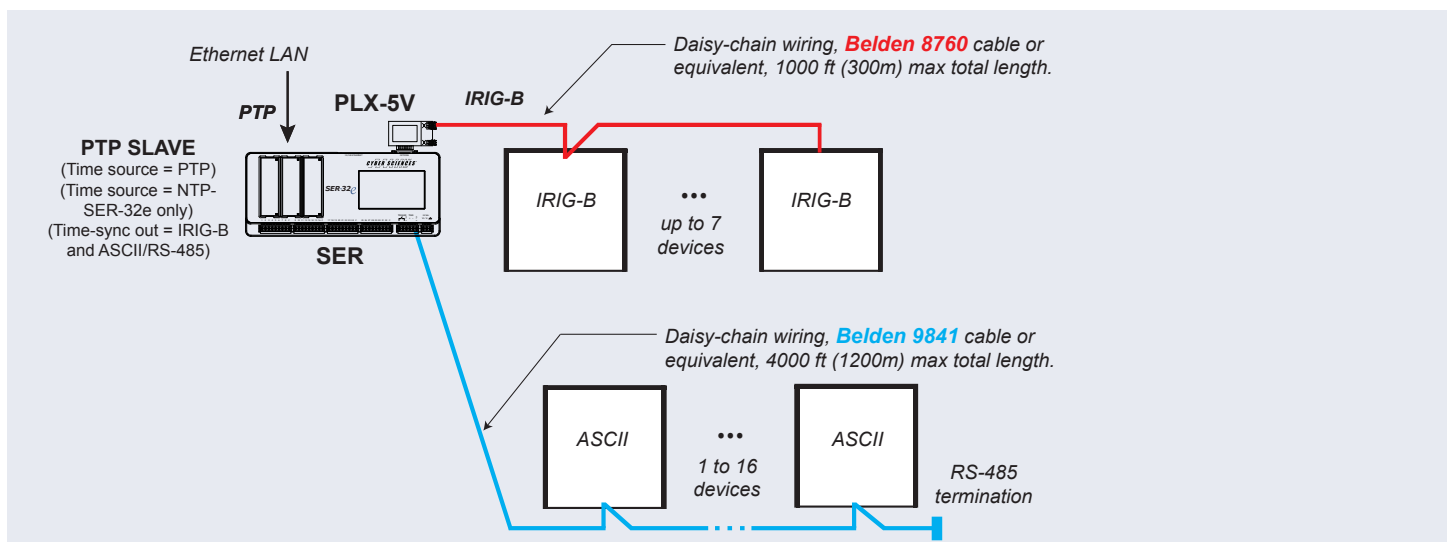 Ethernet LAN
PTP
PLX-5V
IRIG-B
Daisy-chain wiring, Belden 8760 cable or
equivalent, 1000 ft (300m) max total length.
PTP SLAVE
(Time source = PTP)
(Time source = NTP-
SER-32e only)
(Time-sync out = IRIG-B
and ASCII/RS-485)
CYBER SCIENCES
SER-32e
SER
IRIG-B
•••
up to 7
devices
IRIG-B
Daisy-chain wiring, Belden 9841 cable or
equivalent, 4000 ft (1200m) max total length.
ASCII
•••
1 to 16
devices
ASCII
RS-485
termination